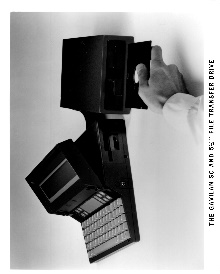 THE GAVILAN SC AND 5¼" FILE TRANSFER DRIVE